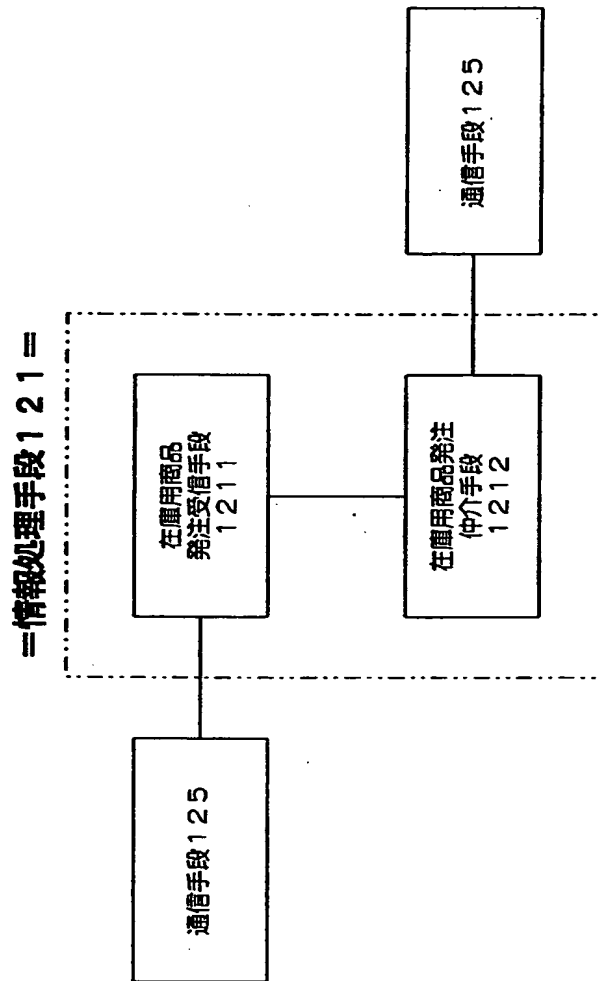 =情報処理手段121=
通信手段125
在庫用商品
発注受信手段
1211
在庫用商品発注
仲介手段
1212
通信手段125